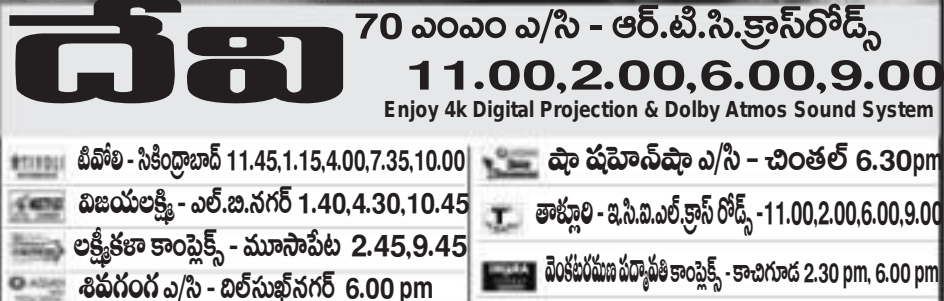 దేవి
70 ఎంఎం ఎ/సి - ఆర్.టి.సి.క్రాస్‌రోడ్స్
11.00,2.00,6.00,9.00
Enjoy 4k Digital Projection & Dolby Atmos Sound System
TIVOLI టివోలి - సికింద్రాబాద్ 11.45,1.15,4.00,7.35,10.00
విజయలక్ష్మి - ఎల్.బి.నగర్ 1.40,4.30,10.45
లక్ష్మీకళా కాంప్లెక్స్ - మూసాపేట 2.45,9.45
శివగంగ ఎ/సి - దిల్‌సుఖ్‌నగర్ 6.00 pm
షా షహెన్‌షా ఎ/సి - చింతల్ 6.30pm
T తాళ్లూరి - ఇ.సి.ఐ.ఎల్.క్రాస్ రోడ్స్ -11.00,2.00,6.00,9.00
వెంకటరమణ పద్మావతి కాంప్లెక్స్ - కాచిగూడ 2.30 pm, 6.00 pm